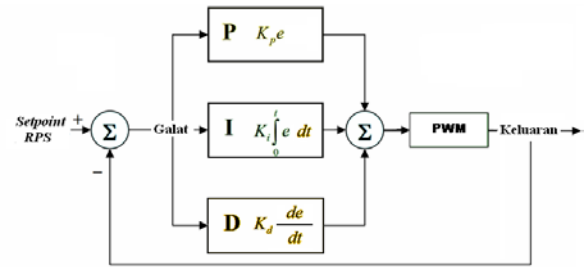 P K_p e
Setpoint
RPS
+
−
Σ
Galat
I K_i ∫_0^t e dt
Σ
PWM
Keluaran
D K_d de/dt